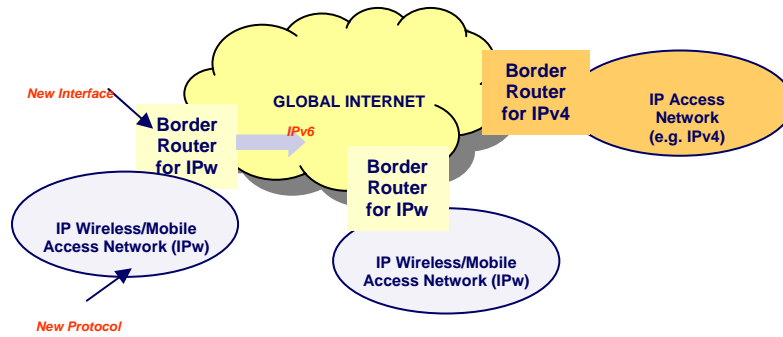 New Interface
Border
Router
for IPw
GLOBAL INTERNET
IPv6
Border
Router
for IPv4
IP Access
Network
(e.g. IPv4)
Border
Router
for IPw
IP Wireless/Mobile
Access Network (IPw)
IP Wireless/Mobile
Access Network (IPw)
New Protocol